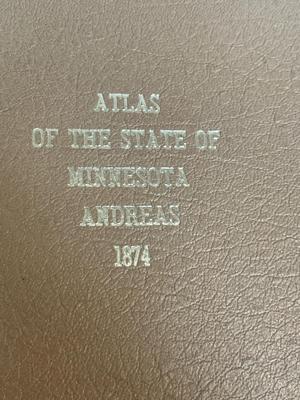 ATLAS
OF THE STATE OF
MINNESOTA
ANDREAS
1874